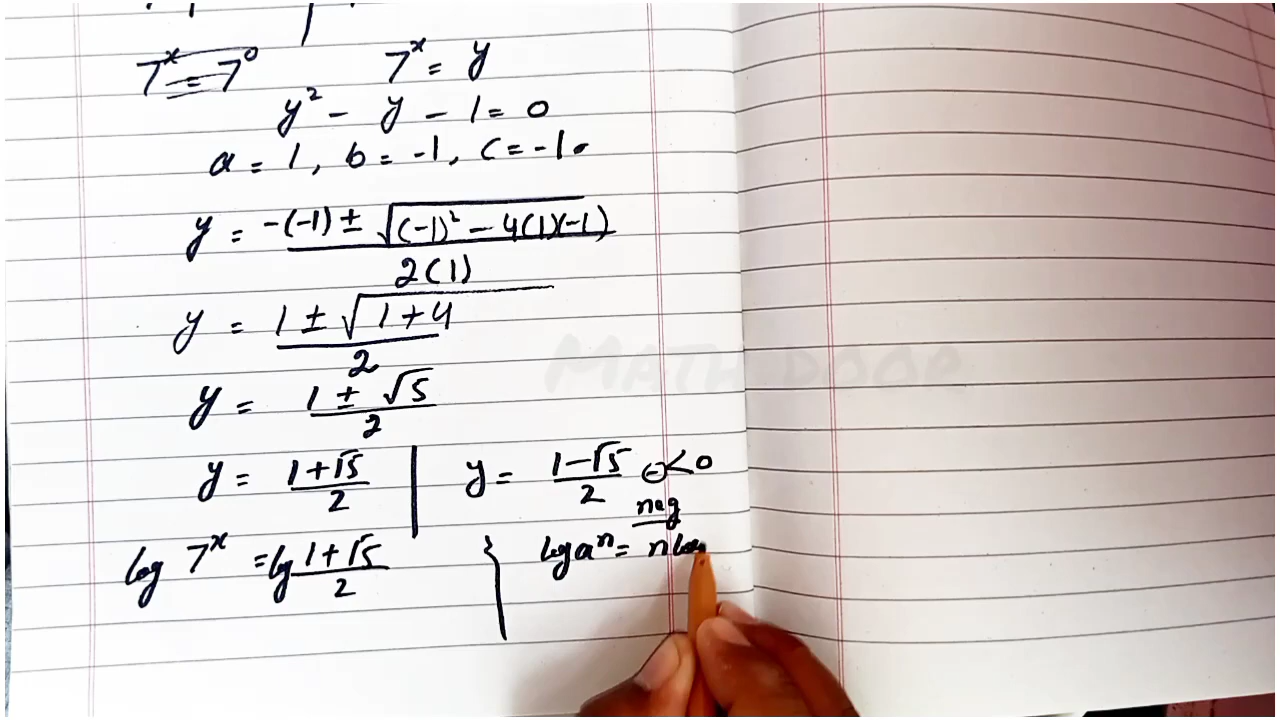 7^x = 7^0    7^x = y
y² - y - 1 = 0
a = 1, b = -1, c = -1.
y = -(-1) ± √(-1)² - 4(1)(-1) / 2(1)
y = 1 ± √1+4 / 2
y = 1 ± √5 / 2
y = 1+√5 / 2 | y = 1-√5 / 2 ⊖<0
neg
log 7^x = log 1+√5 / 2 } log a^n = n log
MATH DOOR